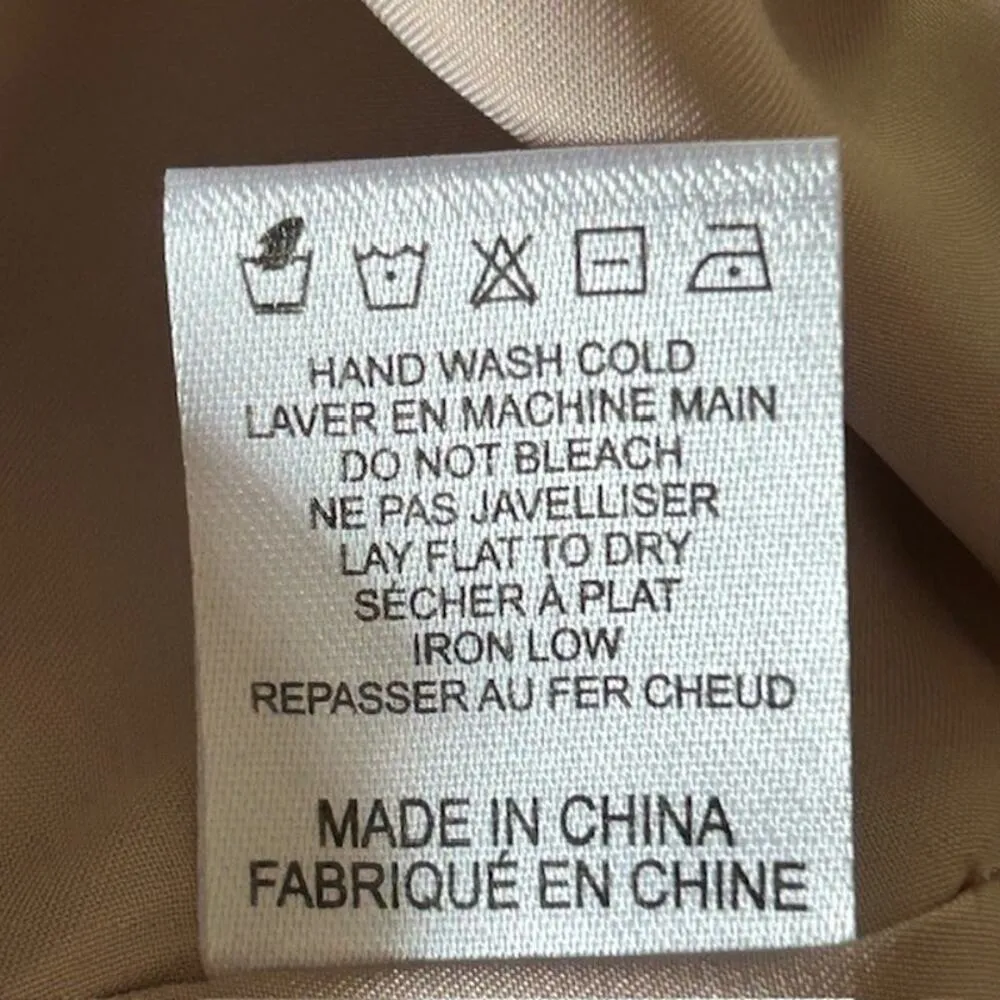 HAND WASH COLD
LAVER EN MACHINE MAIN
DO NOT BLEACH
NE PAS JAVELLISER
LAY FLAT TO DRY
SÉCHER À PLAT
IRON LOW
REPASSER AU FER CHEUD
MADE IN CHINA
FABRIQUÉ EN CHINE